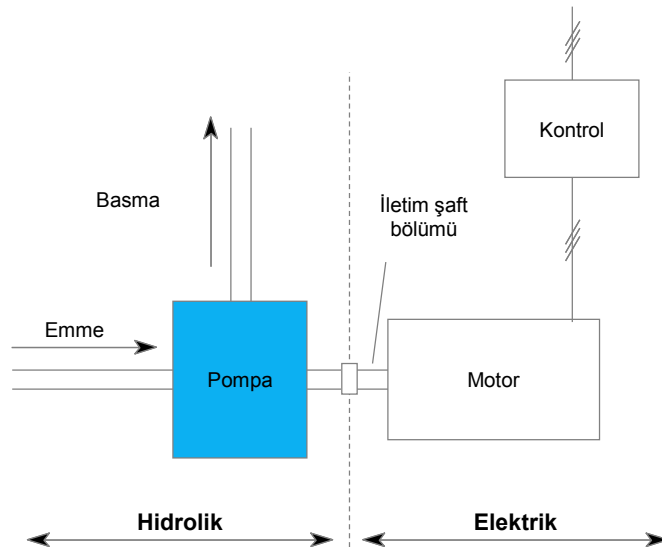 Kontrol
Basma
İletim şaft
bölümü
Emme
Pompa
Motor
Hidrolik
Elektrik